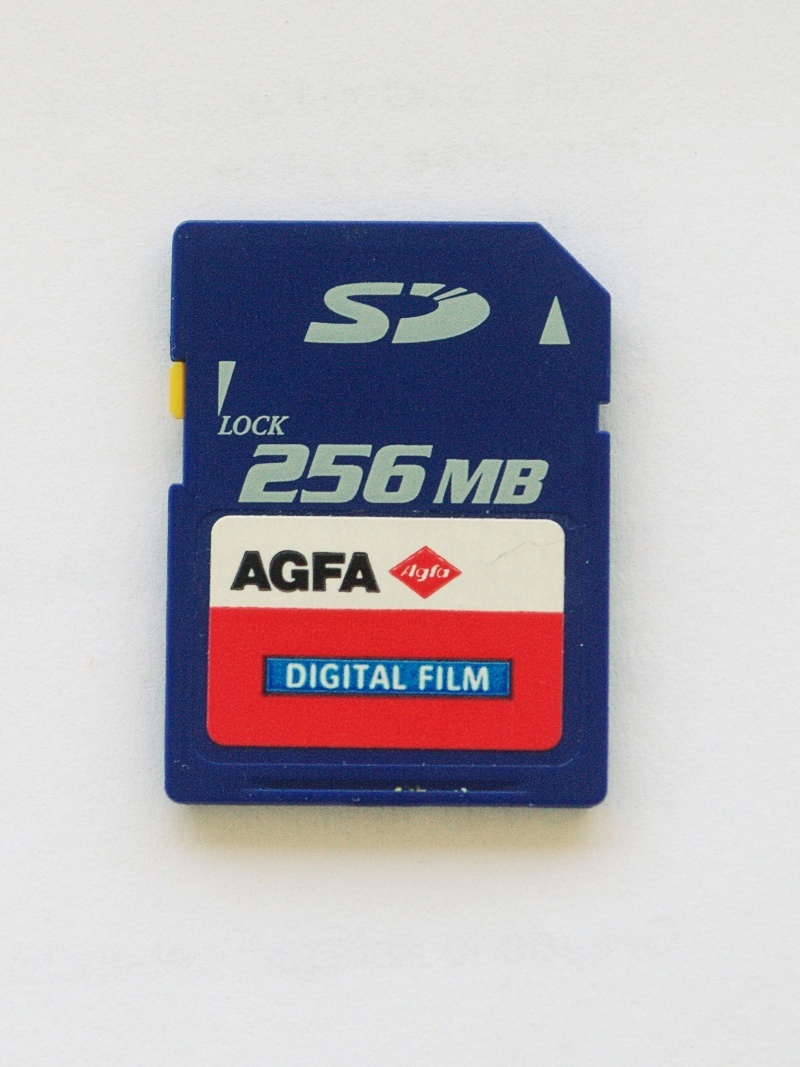 SD
LOCK
256 MB
AGFA Agfa
DIGITAL FILM